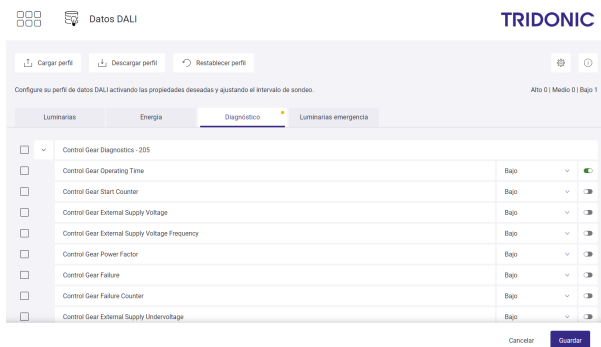 Datos DALI
TRIDONIC
Cargar perfil
Descargar perfil
Restablecer perfil
Configure su perfil de datos DALI activando las propiedades deseadas y ajustando el intervalo de sondeo.
Alto 0 | Medio 0 | Bajo 1
Luminarias
Energía
Diagnóstico
Luminarias emergencia
Control Gear Diagnostics - 205
Control Gear Operating Time Bajo
Control Gear Start Counter Bajo
Control Gear External Supply Voltage Bajo
Control Gear External Supply Voltage Frequency Bajo
Control Gear Power Factor Bajo
Control Gear Failure Bajo
Control Gear Failure Counter Bajo
Control Gear External Supply Undervoltage Bajo
Cancelar
Guardar